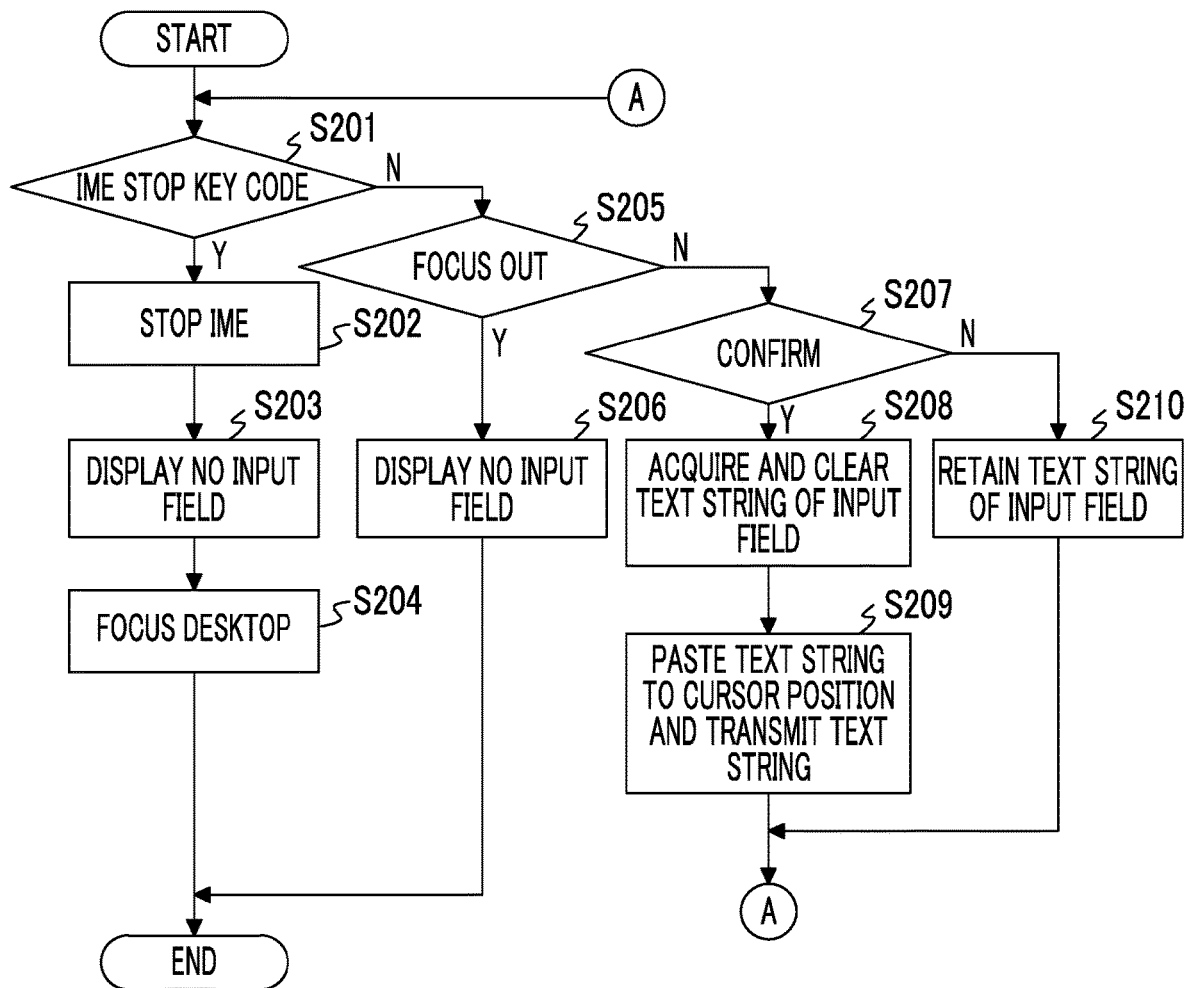 START
A
S201
IME STOP KEY CODE
N
Y
S205
FOCUS OUT
N
Y
STOP IME
S202
S207
CONFIRM
N
Y
S203
DISPLAY NO INPUT
FIELD
S206
DISPLAY NO INPUT
FIELD
S208
ACQUIRE AND CLEAR
TEXT STRING OF INPUT
FIELD
S210
RETAIN TEXT STRING
OF INPUT FIELD
S204
FOCUS DESKTOP
S209
PASTE TEXT STRING
TO CURSOR POSITION
AND TRANSMIT TEXT
STRING
A
END